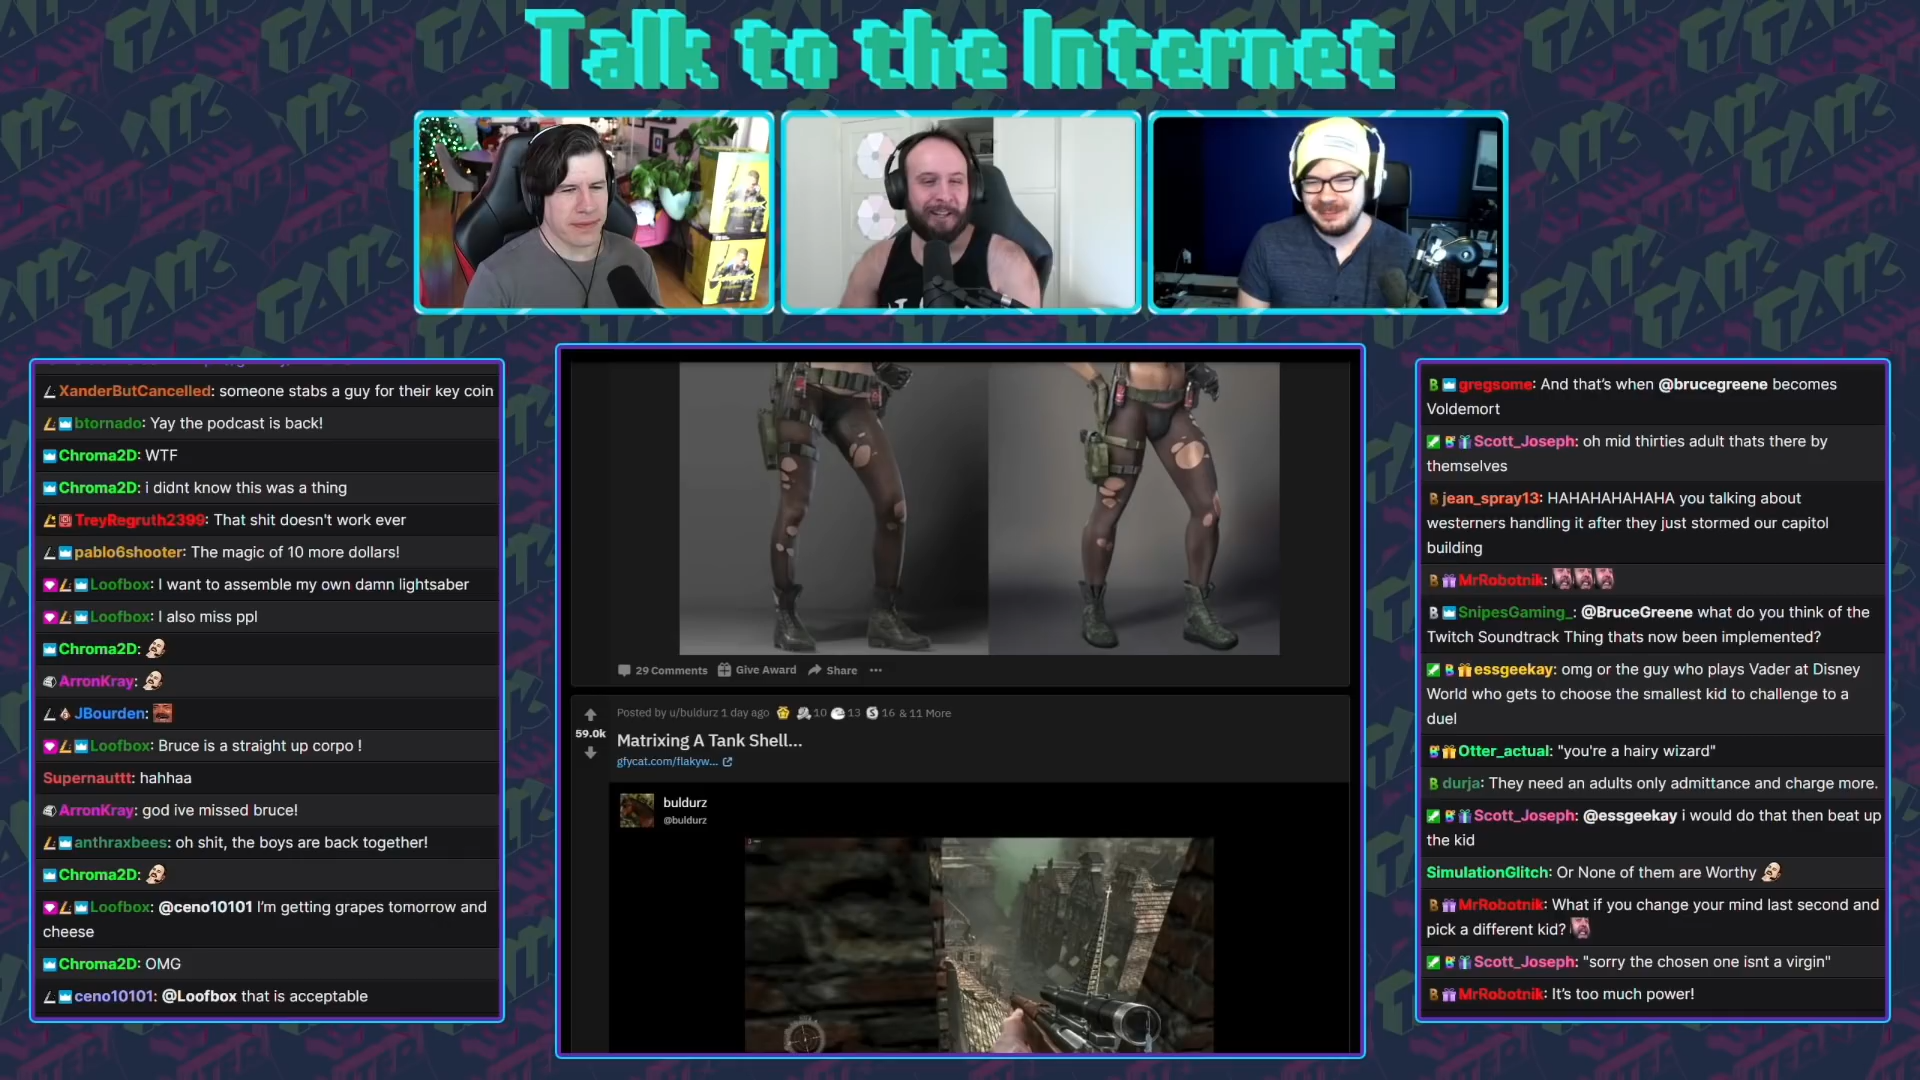 Talk to the Internet
XanderButCancelled: someone stabs a guy for their key coin
btornado: Yay the podcast is back!
Chroma2D: WTF
Chroma2D: i didnt know this was a thing
TreyRegruth2399: That shit doesn't work ever
pablo6shooter: The magic of 10 more dollars!
Loofbox: I want to assemble my own damn lightsaber
Loofbox: I also miss ppl
Chroma2D:
ArronKray:
JBourden:
Loofbox: Bruce is a straight up corpo !
Supernauttt: hahhaa
ArronKray: god ive missed bruce!
anthraxbees: oh shit, the boys are back together!
Chroma2D:
Loofbox: @ceno10101 I'm getting grapes tomorrow and
cheese
Chroma2D: OMG
ceno10101: @Loofbox that is acceptable
29 Comments Give Award Share
Posted by u/buldurz 1 day ago 10 13 S 16 & 11 More
59.0k
Matrixing A Tank Shell...
gfycat.com/flakyw...
buldurz
@buldurz
gregsome: And that's when @brucegreene becomes
Voldemort
Scott_Joseph: oh mid thirties adult thats there by
themselves
jean_spray13: HAHAHAHAHAHA you talking about
westerners handling it after they just stormed our capitol
building
MrRobotnik:
SnipesGaming_: @BruceGreene what do you think of the
Twitch Soundtrack Thing thats now been implemented?
essgeekay: omg or the guy who plays Vader at Disney
World who gets to choose the smallest kid to challenge to a
duel
Otter_actual: "you're a hairy wizard"
durja: They need an adults only admittance and charge more.
Scott_Joseph: @essgeekay i would do that then beat up
the kid
SimulationGlitch: Or None of them are Worthy
MrRobotnik: What if you change your mind last second and
pick a different kid?
Scott_Joseph: "sorry the chosen one isnt a virgin"
MrRobotnik: It's too much power!